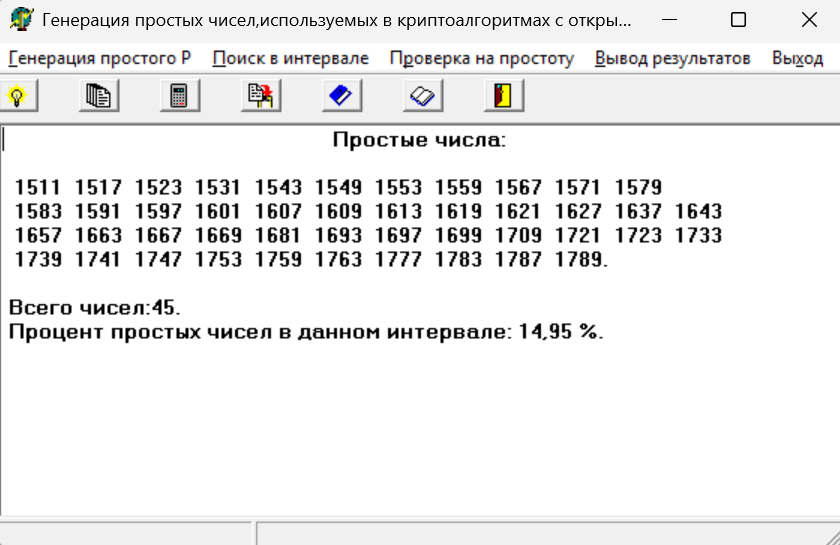 Генерация простых чисел,используемых в криптоалгоритмах с откры...
Генерация простого P Поиск в интервале Проверка на простоту Вывод результатов Выход
Простые числа:
1511 1517 1523 1531 1543 1549 1553 1559 1567 1571 1579
1583 1591 1597 1601 1607 1609 1613 1619 1621 1627 1637 1643
1657 1663 1667 1669 1681 1693 1697 1699 1709 1721 1723 1733
1739 1741 1747 1753 1759 1763 1777 1783 1787 1789.
Всего чисел:45.
Процент простых чисел в данном интервале: 14,95 %.